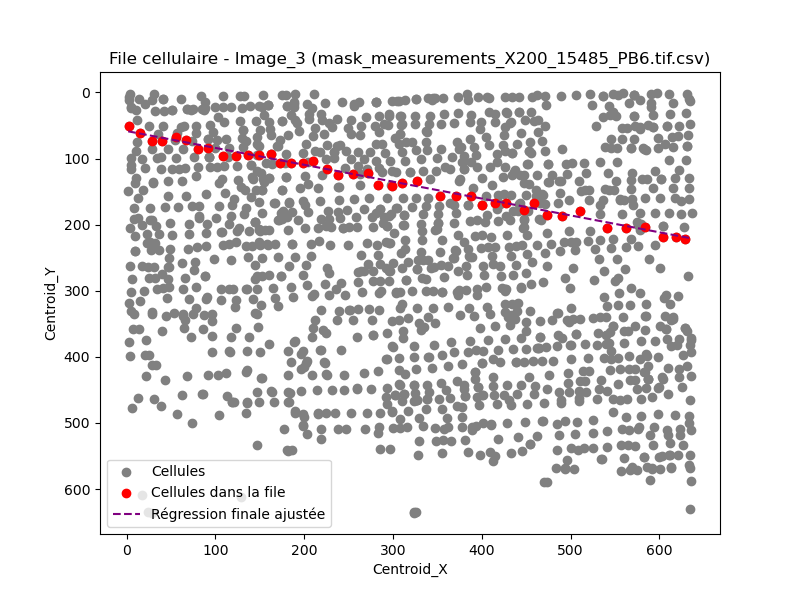 File cellulaire - Image_3 (mask_measurements_X200_15485_PB6.tif.csv)
0
100
200
300
400
500
600
Centroid_Y
Cellules
Cellules dans la file
Régression finale ajustée
0 100 200 300 400 500 600
Centroid_X